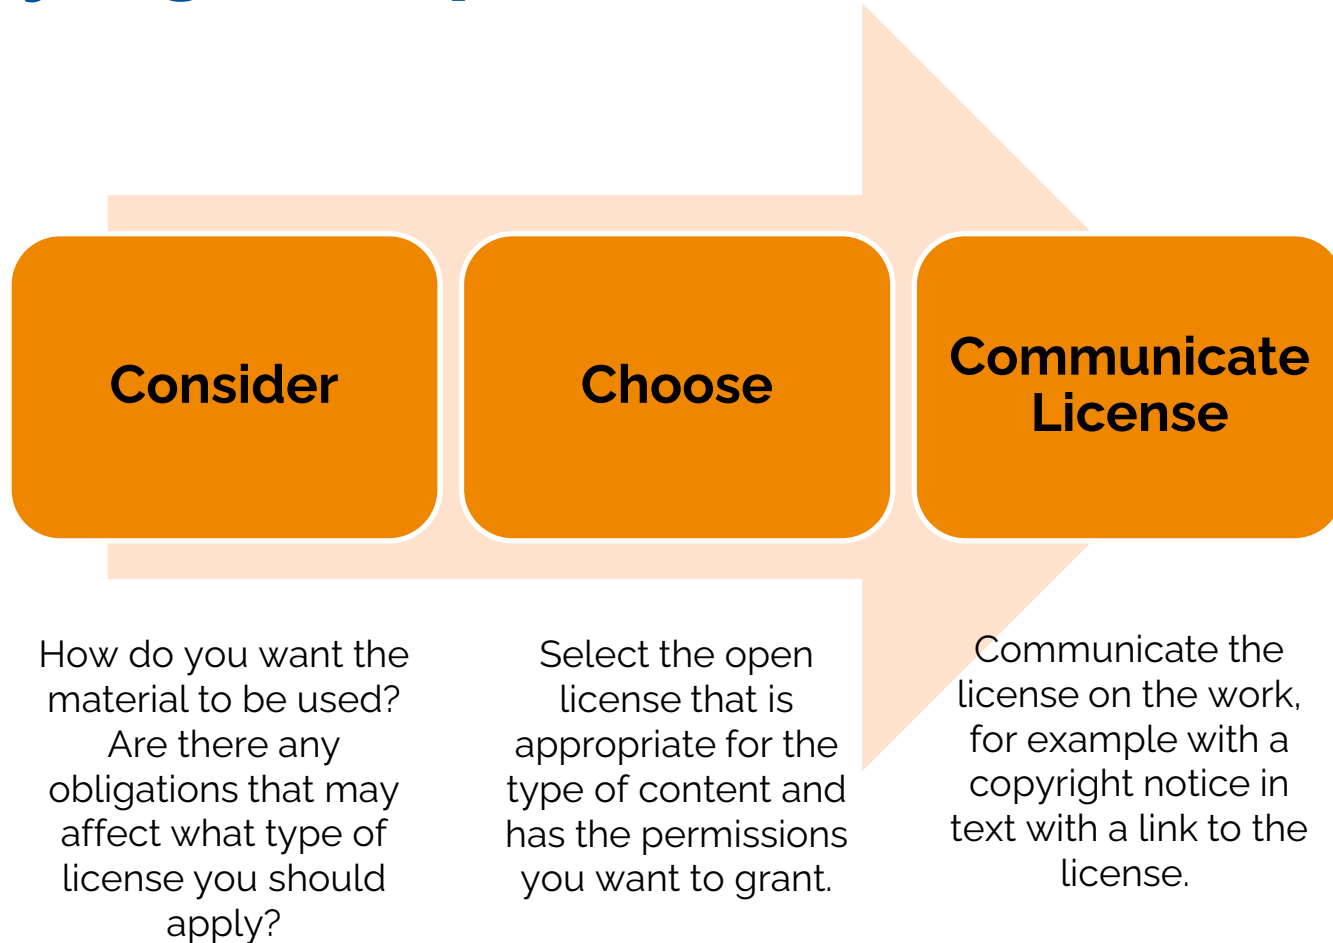 Consider
Choose
Communicate
License
How do you want the
material to be used?
Are there any
obligations that may
affect what type of
license you should
apply?
Select the open
license that is
appropriate for the
type of content and
has the permissions
you want to grant.
Communicate the
license on the work,
for example with a
copyright notice in
text with a link to the
license.